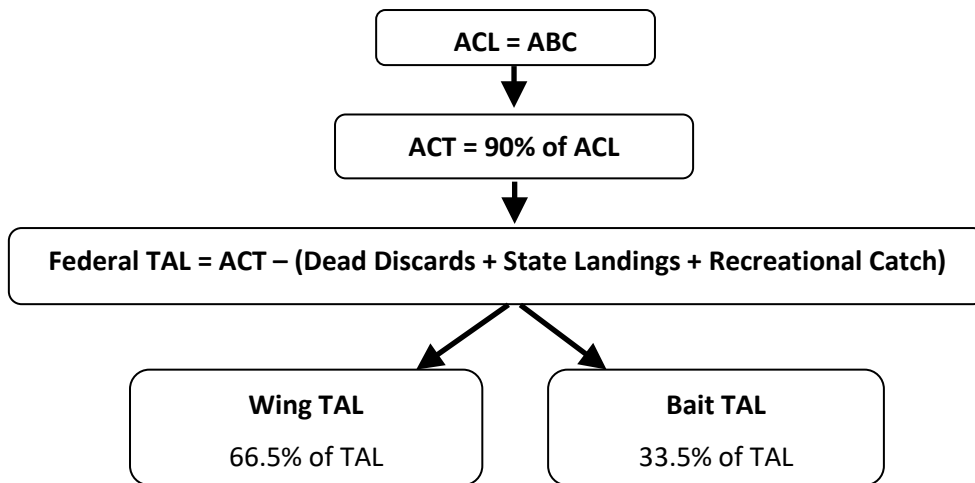 ACL = ABC
ACT = 90% of ACL
Federal TAL = ACT – (Dead Discards + State Landings + Recreational Catch)
Wing TAL
66.5% of TAL
Bait TAL
33.5% of TAL